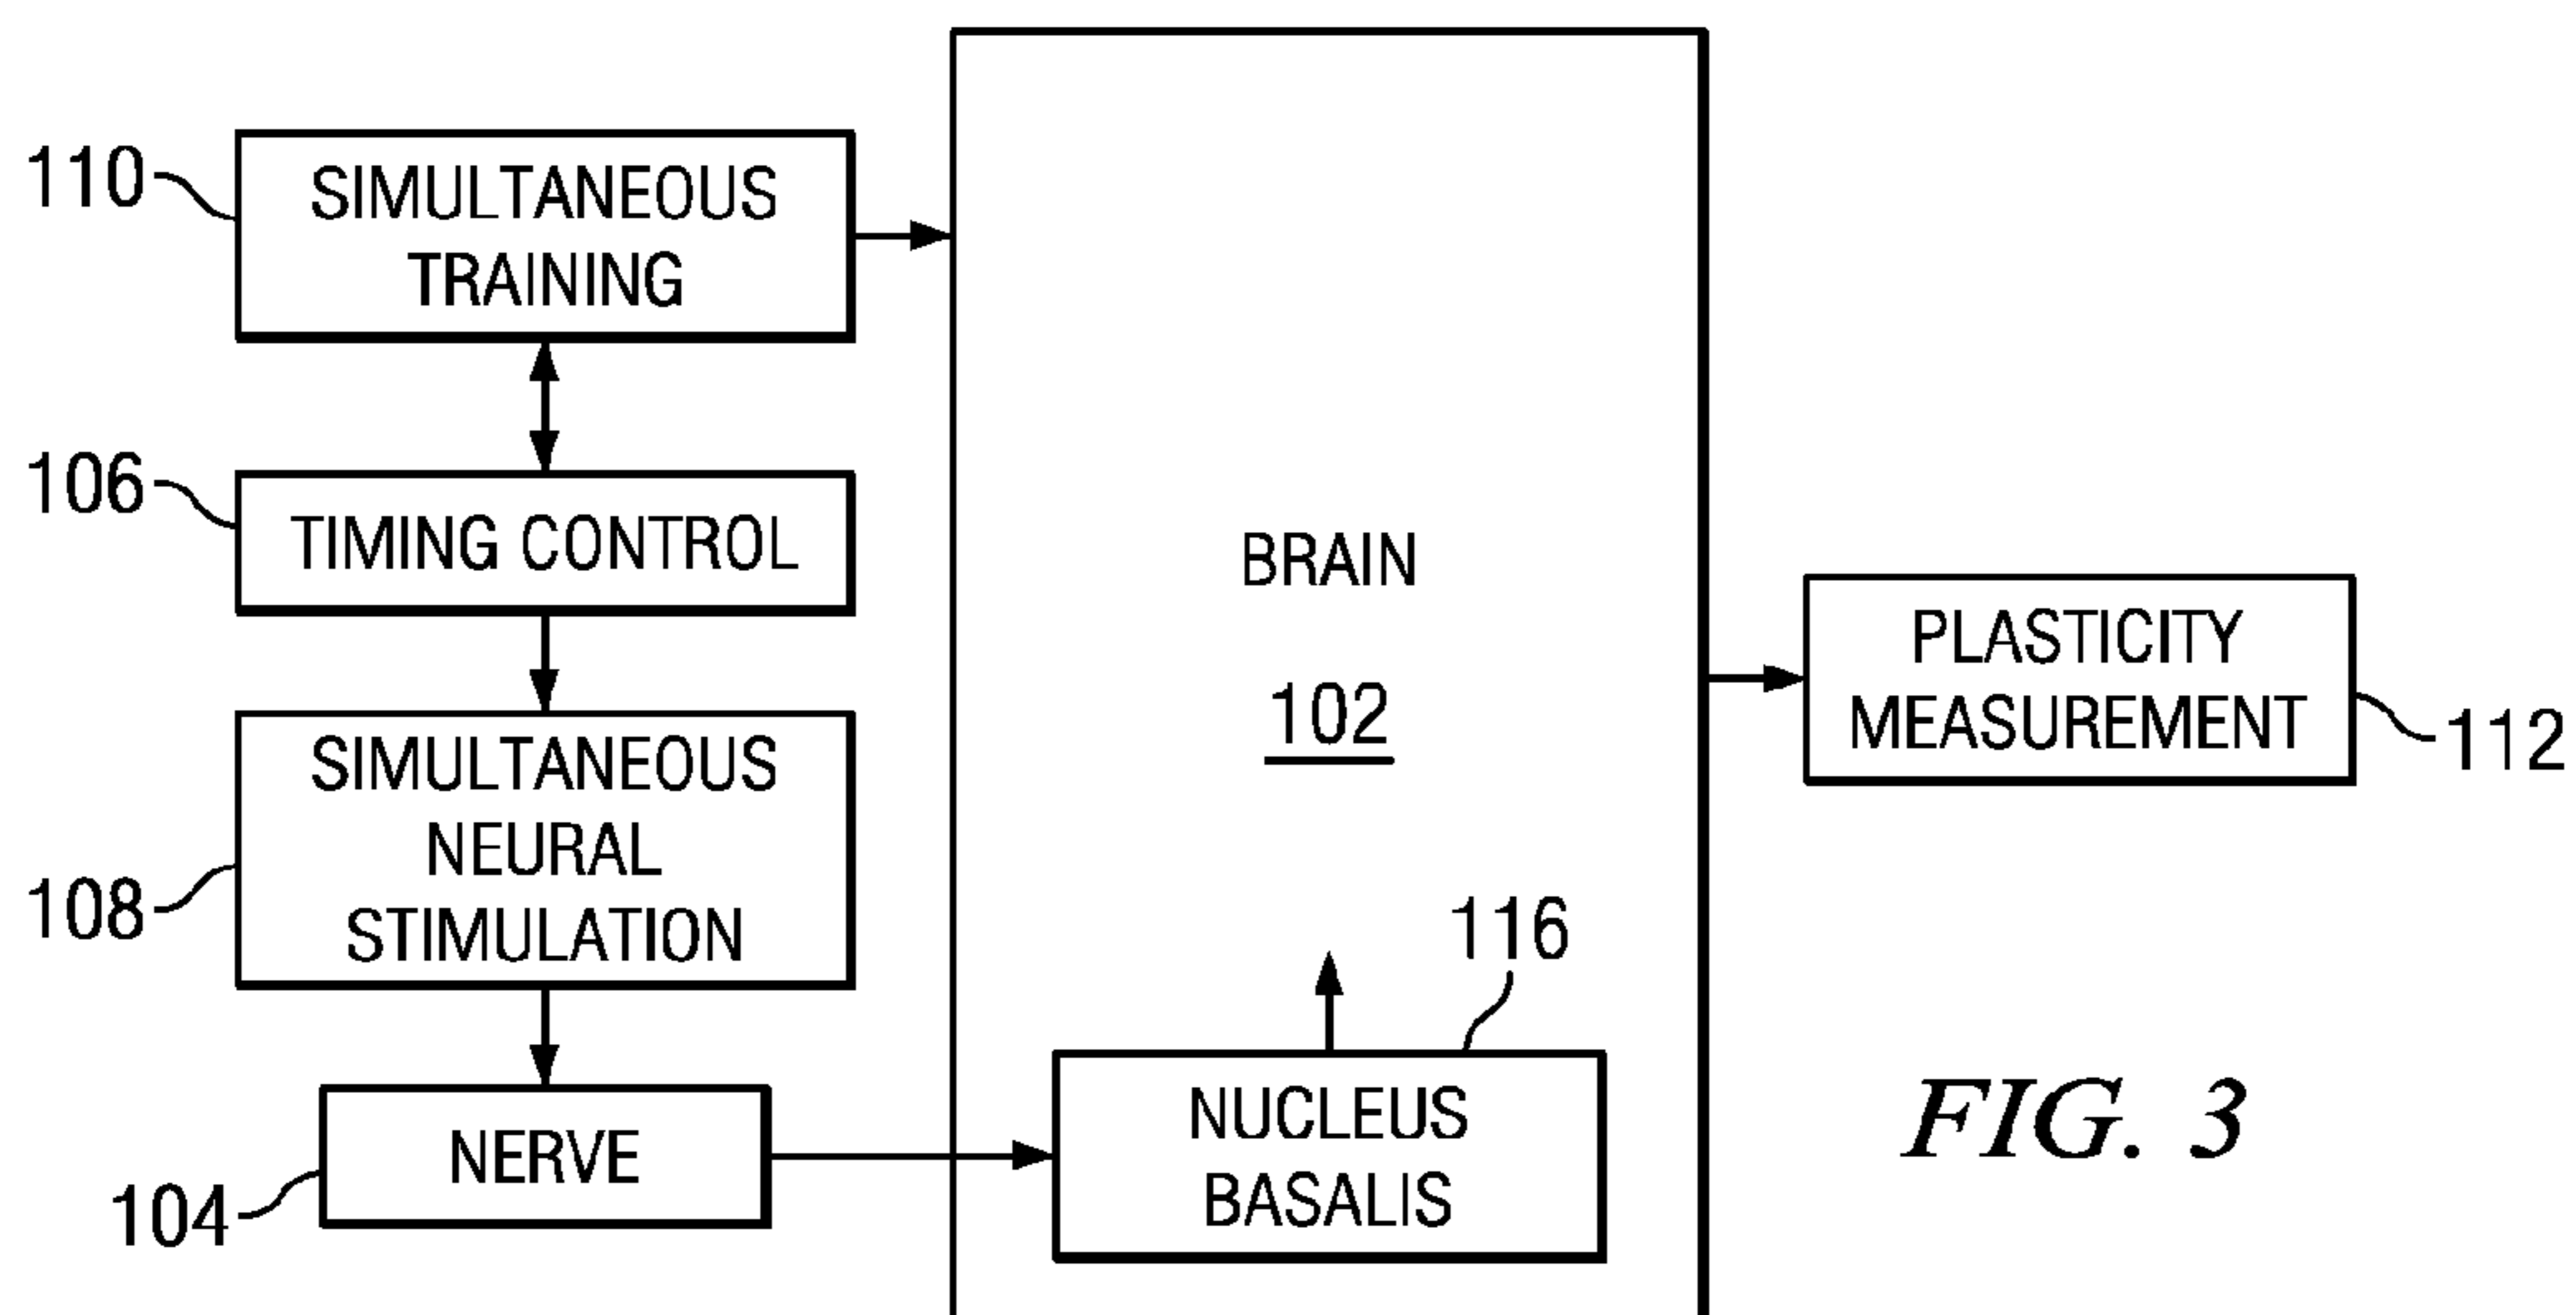 110
SIMULTANEOUS
TRAINING
106
TIMING CONTROL
108
SIMULTANEOUS
NEURAL
STIMULATION
104
NERVE
BRAIN
102
116
NUCLEUS
BASALIS
PLASTICITY
MEASUREMENT
112
FIG. 3